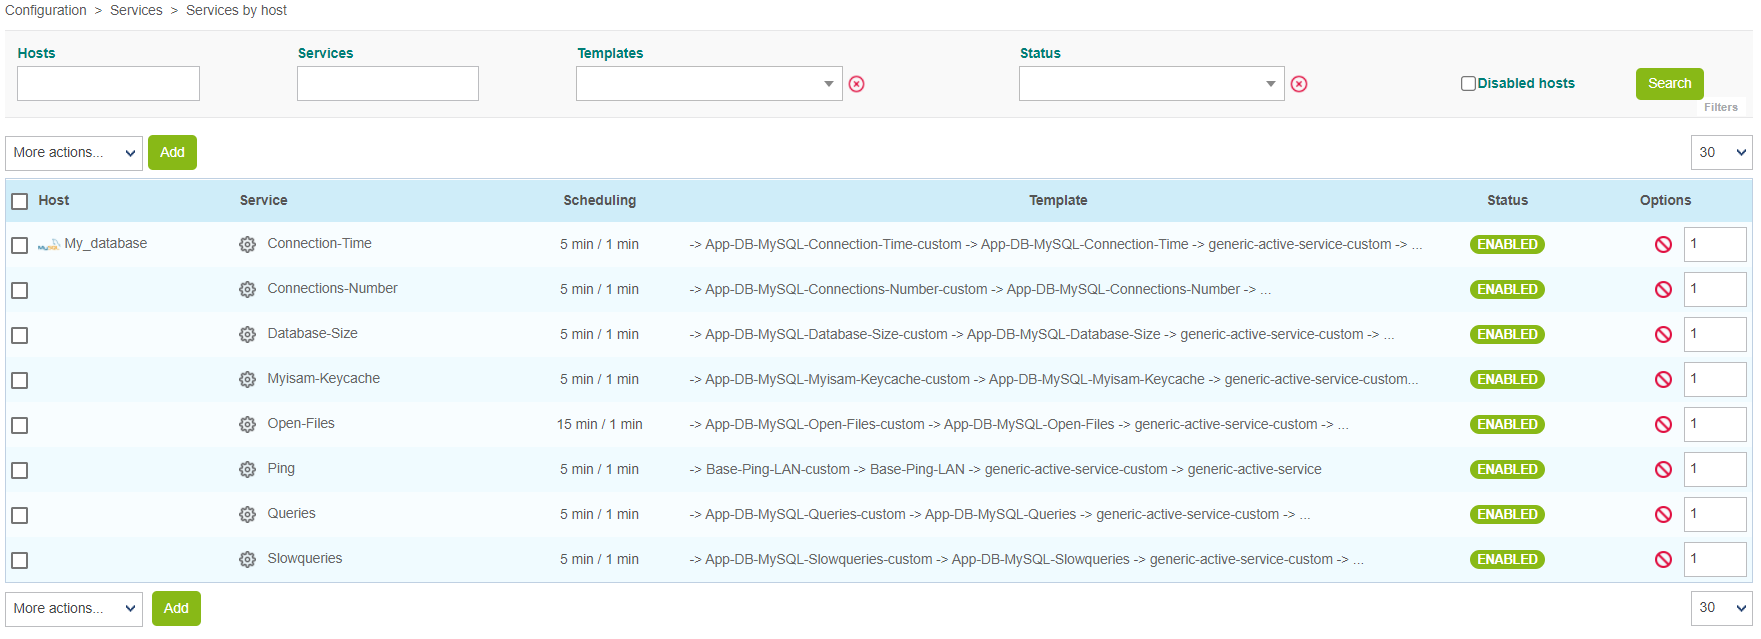 Configuration > Services > Services by host
Hosts Services Templates Status
Disabled hosts Search
Filters
More actions... Add 30
Host Service Scheduling Template Status Options
MySQL My_database Connection-Time 5 min / 1 min -> App-DB-MySQL-Connection-Time-custom -> App-DB-MySQL-Connection-Time -> generic-active-service-custom -> ... ENABLED 1
Connections-Number 5 min / 1 min -> App-DB-MySQL-Connections-Number-custom -> App-DB-MySQL-Connections-Number -> ... ENABLED 1
Database-Size 5 min / 1 min -> App-DB-MySQL-Database-Size-custom -> App-DB-MySQL-Database-Size -> generic-active-service-custom -> ... ENABLED 1
Myisam-Keycache 5 min / 1 min -> App-DB-MySQL-Myisam-Keycache-custom -> App-DB-MySQL-Myisam-Keycache -> generic-active-service-custom... ENABLED 1
Open-Files 15 min / 1 min -> App-DB-MySQL-Open-Files-custom -> App-DB-MySQL-Open-Files -> generic-active-service-custom -> ... ENABLED 1
Ping 5 min / 1 min -> Base-Ping-LAN-custom -> Base-Ping-LAN -> generic-active-service-custom -> generic-active-service ENABLED 1
Queries 5 min / 1 min -> App-DB-MySQL-Queries-custom -> App-DB-MySQL-Queries -> generic-active-service-custom -> ... ENABLED 1
Slowqueries 5 min / 1 min -> App-DB-MySQL-Slowqueries-custom -> App-DB-MySQL-Slowqueries -> generic-active-service-custom -> ... ENABLED 1
More actions... Add 30